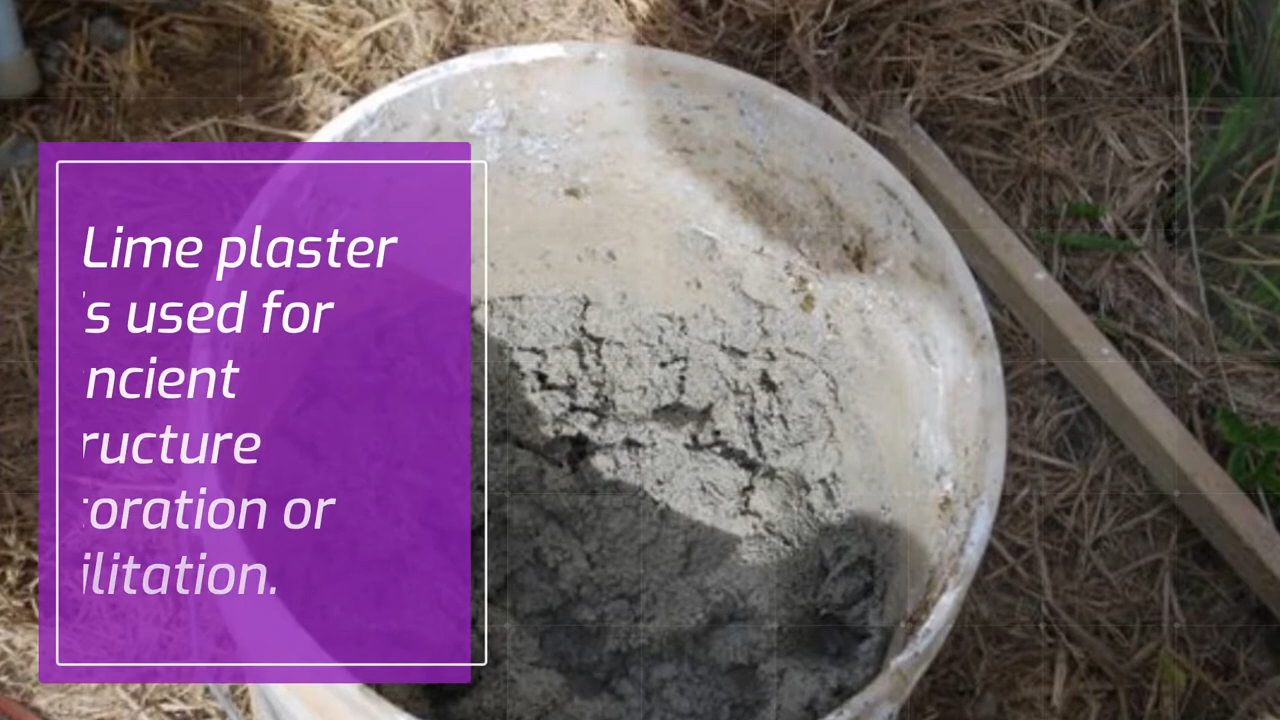 Lime plaster
s used for
ncient
ructure
oration or
ilitation.